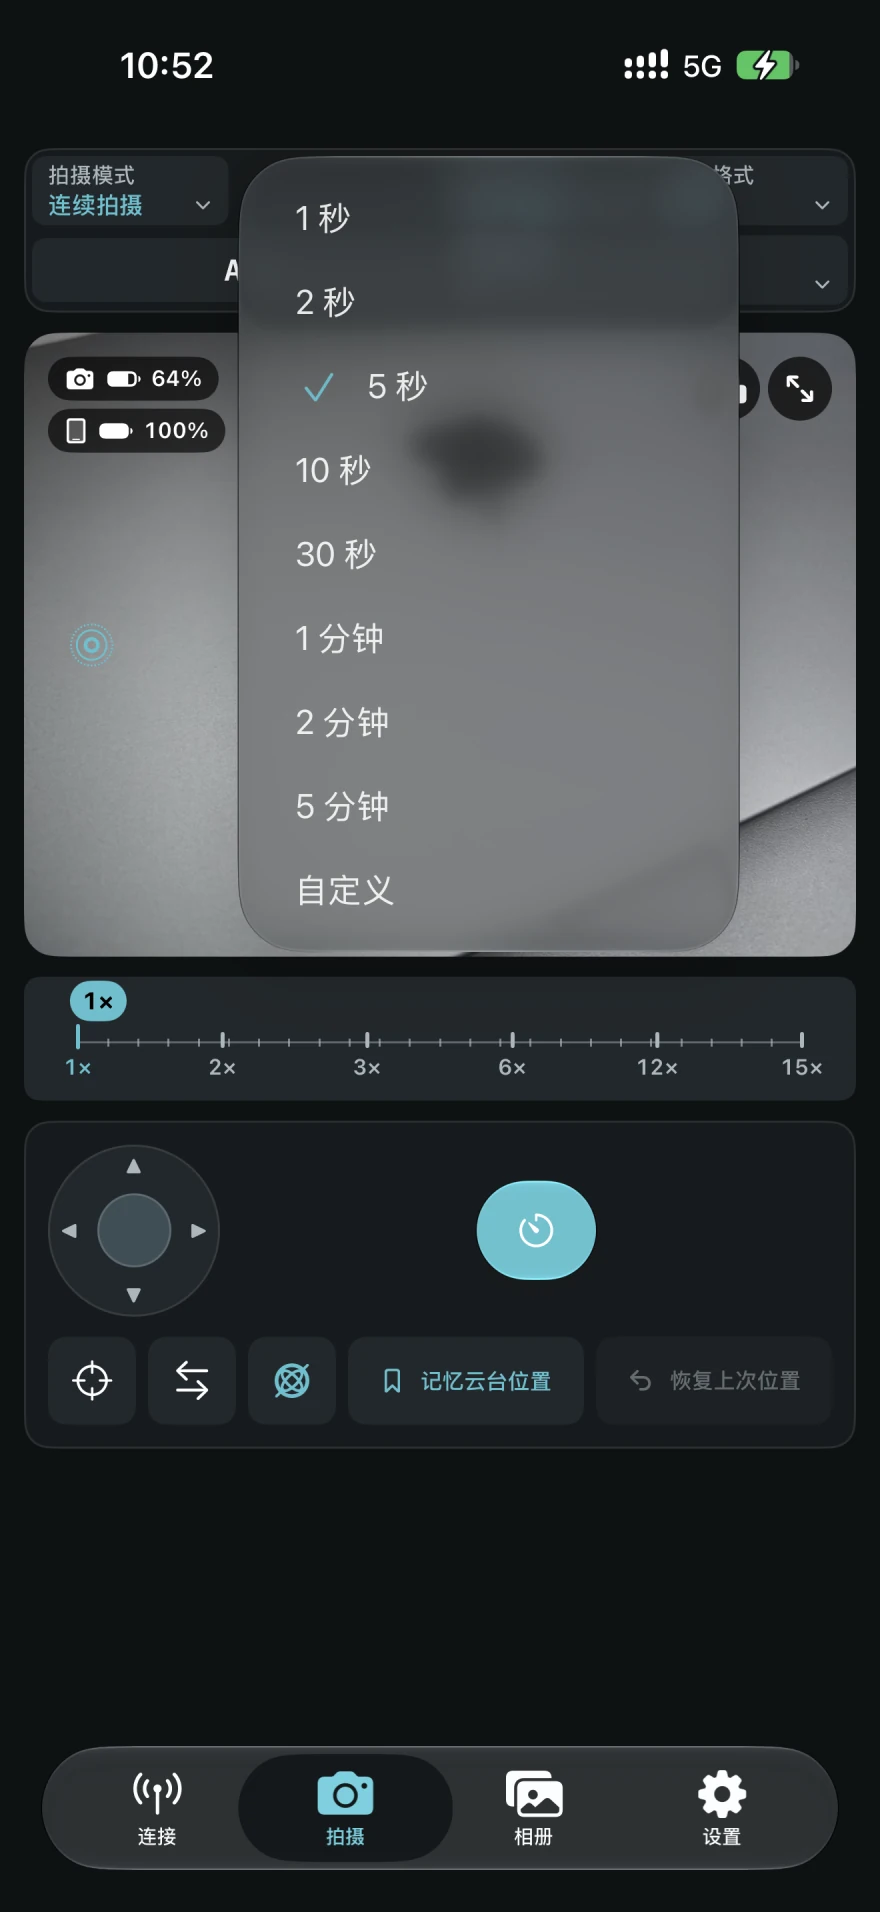 10:52
5G
拍摄模式
连续拍摄
格式
A
1 秒
2 秒
5 秒
10 秒
30 秒
1 分钟
2 分钟
5 分钟
自定义
64%
100%
1×
1× 2× 3× 6× 12× 15×
记忆云台位置
恢复上次位置
连接
拍摄
相册
设置